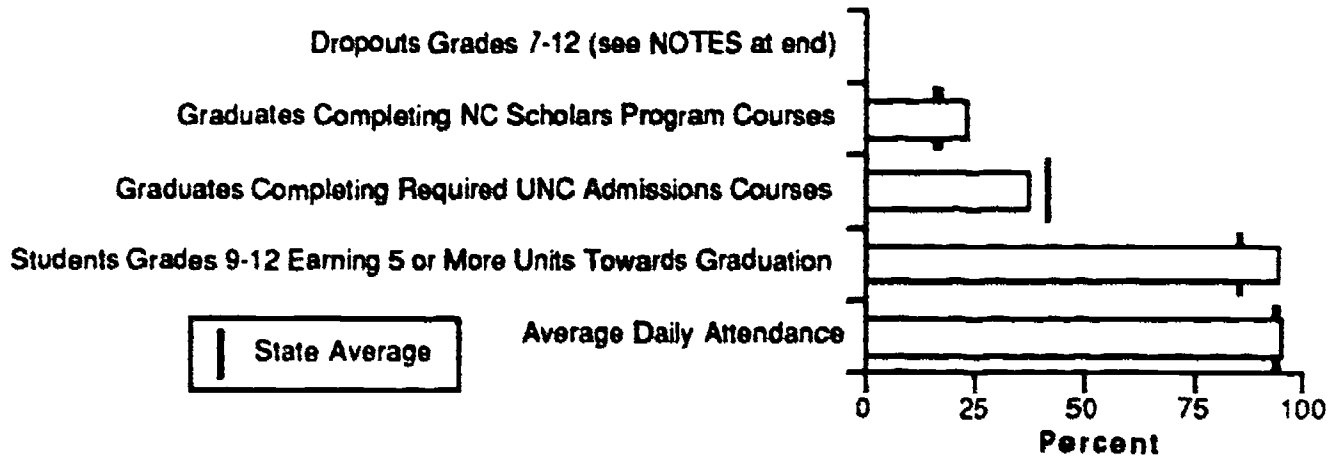 Dropouts Grades 7-12 (see NOTES at end)
Graduates Completing NC Scholars Program Courses
Graduates Completing Required UNC Admissions Courses
Students Grades 9-12 Earning 5 or More Units Towards Graduation
Average Daily Attendance
State Average
0 25 50 75 100
Percent